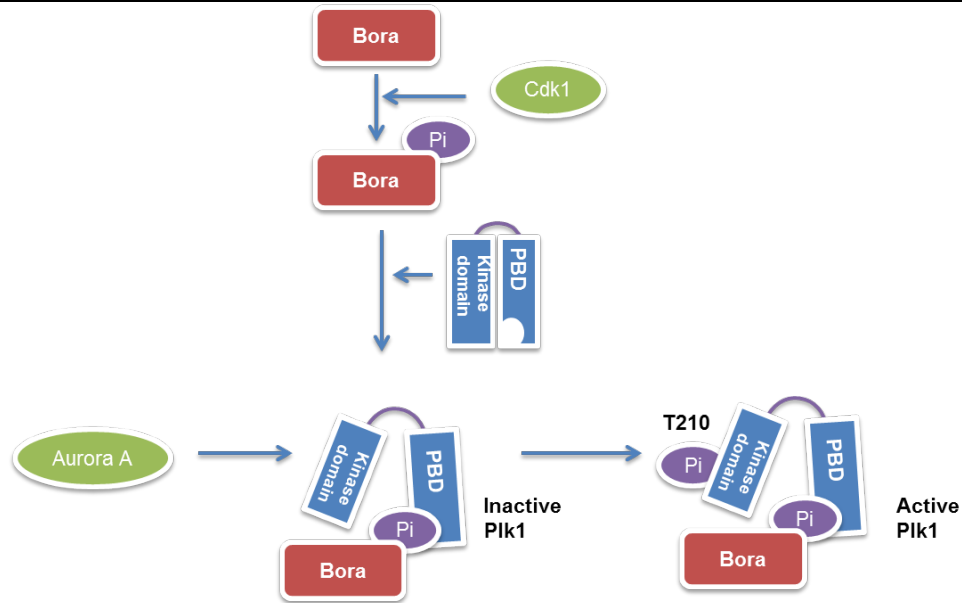 Bora
Cdk1
Pi
Bora
Kinase
domain
PBD
T210
Aurora A
Kinase
domain
PBD
Pi
Bora
Inactive
Plk1
Pi
Kinase
domain
PBD
Pi
Bora
Active
Plk1